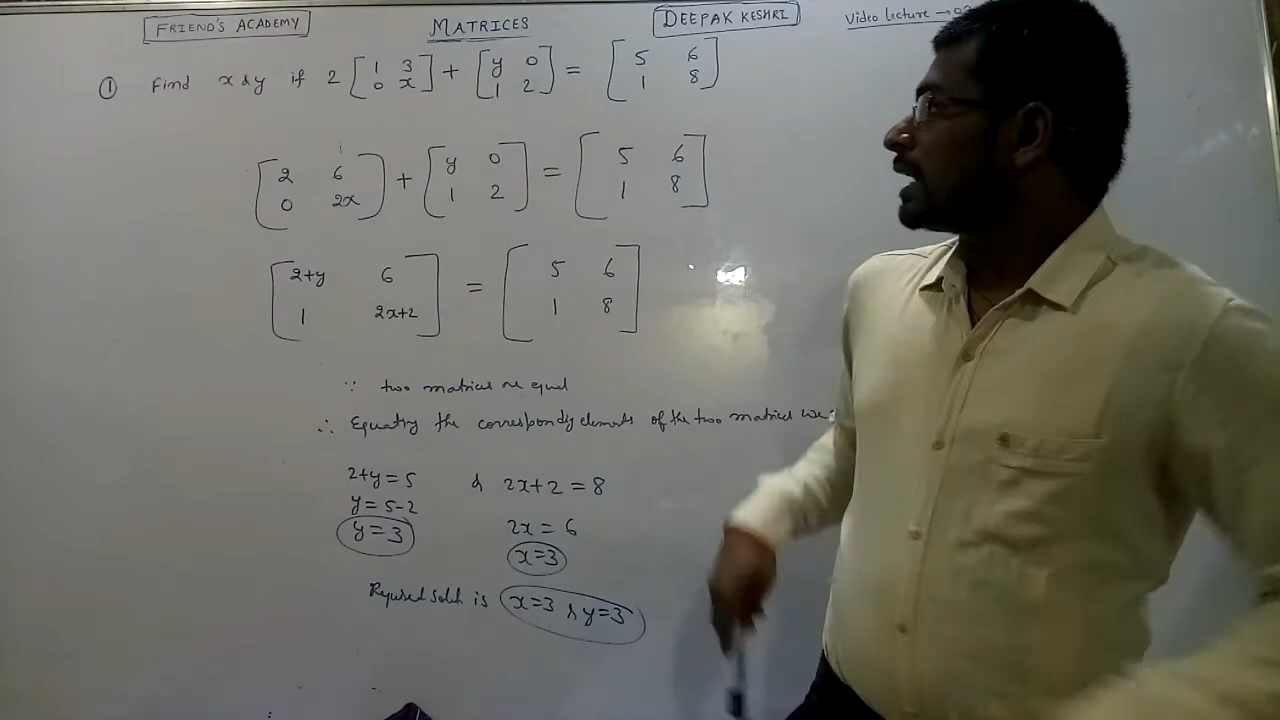 FRIEND'S ACADEMY MATRICES DEEPAK KESHRI Video lecture →
① Find x & y if 2 [1 3; 0 x] + [y 0; 1 2] = [5 6; 1 8]
[2 6; 0 2x] + [y 0; 1 2] = [5 6; 1 8]
[2+y 6; 1 2x+2] = [5 6; 1 8]
∵ two matrices are equal
∴ Equating the corresponding elements of the two matrices we
2+y = 5 & 2x+2 = 8
y = 5-2
2x = 6
y = 3
x = 3
Required soln is x=3 & y=3